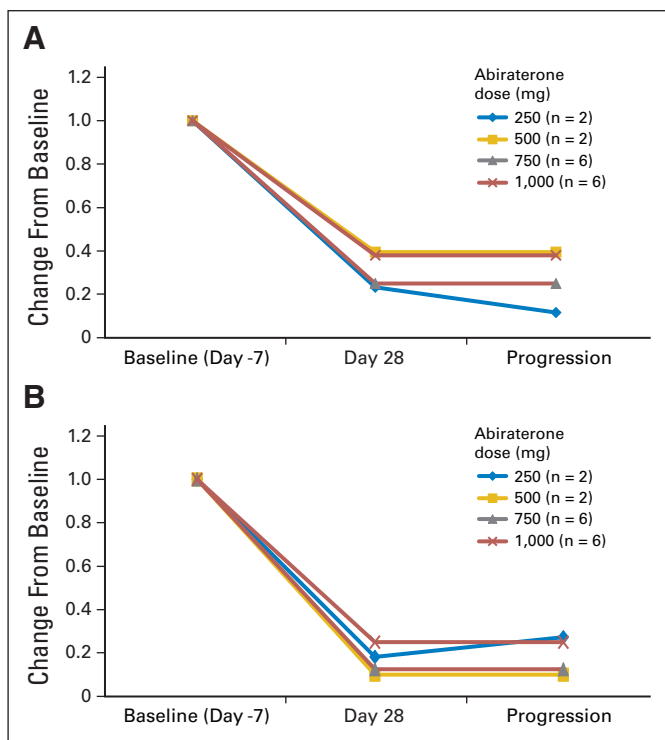 A
Change From Baseline
1.2
1.0
0.8
0.6
0.4
0.2
0
Abiraterone
dose (mg)
250 (n = 2)
500 (n = 2)
750 (n = 6)
1,000 (n = 6)
Baseline (Day -7) Day 28 Progression
B
Change From Baseline
1.2
1.0
0.8
0.6
0.4
0.2
0
Abiraterone
dose (mg)
250 (n = 2)
500 (n = 2)
750 (n = 6)
1,000 (n = 6)
Baseline (Day -7) Day 28 Progression